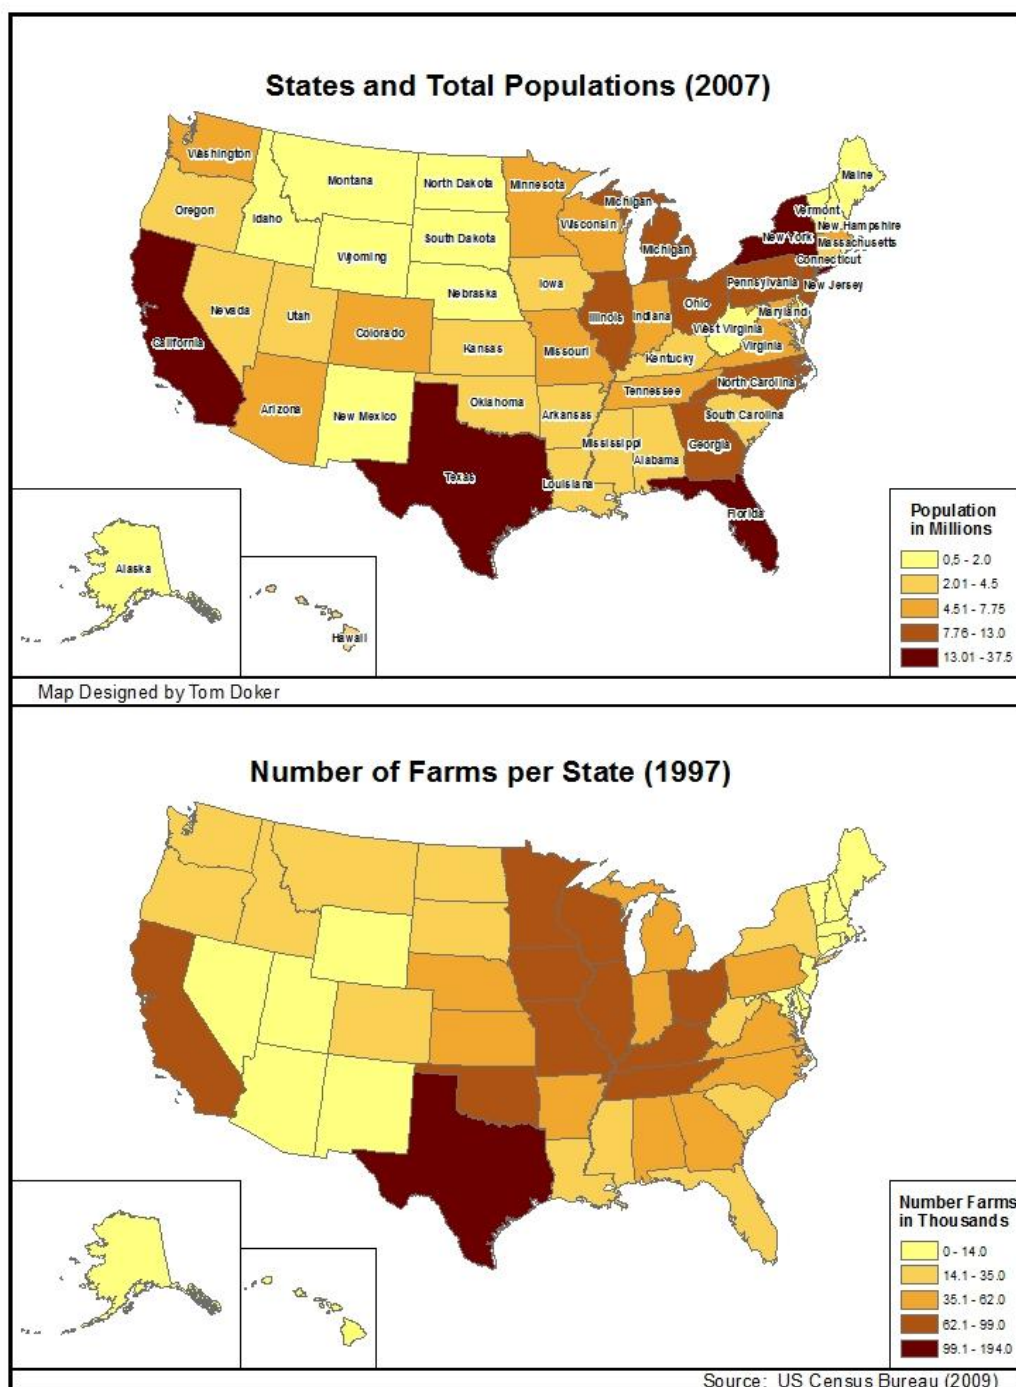 States and Total Populations (2007)
Washington
Montana
North Dakota
Minnesota
Michigan
Maine
Vermont
Oregon
Idaho
Wisconsin
New Hampshire
South Dakota
New York
Massachusetts
Michigan
Wyoming
Connecticut
Iowa
Pennsylvania
New Jersey
Nebraska
Ohio
Nevada
Utah
Illinois
Indiana
Maryland
Colorado
West Virginia
California
Kansas
Missouri
Virginia
Kentucky
Tennessee
North Carolina
Oklahoma
Arizona
New Mexico
Arkansas
South Carolina
Mississippi
Georgia
Alabama
Texas
Louisiana
Florida
Alaska
Hawaii
Population
in Millions
0,5 - 2.0
2.01 - 4.5
4.51 - 7.75
7.76 - 13.0
13.01 - 37.5
Map Designed by Tom Doker
Number of Farms per State (1997)
Number Farms
in Thousands
0 - 14.0
14.1 - 35.0
35.1 - 62.0
62.1 - 99.0
99.1 - 194.0
Source: US Census Bureau (2009)